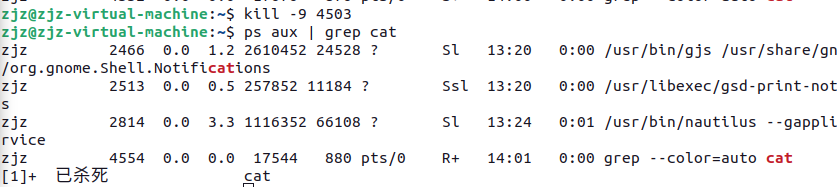 zjz@zjz-virtual-machine:~$ kill -9 4503
zjz@zjz-virtual-machine:~$ ps aux | grep cat
zjz 2466 0.0 1.2 2610452 24528 ? Sl 13:20 0:00 /usr/bin/gjs /usr/share/gn
/org.gnome.Shell.Notifications
zjz 2513 0.0 0.5 257852 11184 ? Ssl 13:20 0:00 /usr/libexec/gsd-print-not
s
zjz 2814 0.0 3.3 1116352 66108 ? Sl 13:24 0:01 /usr/bin/nautilus --gappli
rvice
zjz 4554 0.0 0.0 17544 880 pts/0 R+ 14:01 0:00 grep --color=auto cat
[1]+ 已杀死 cat